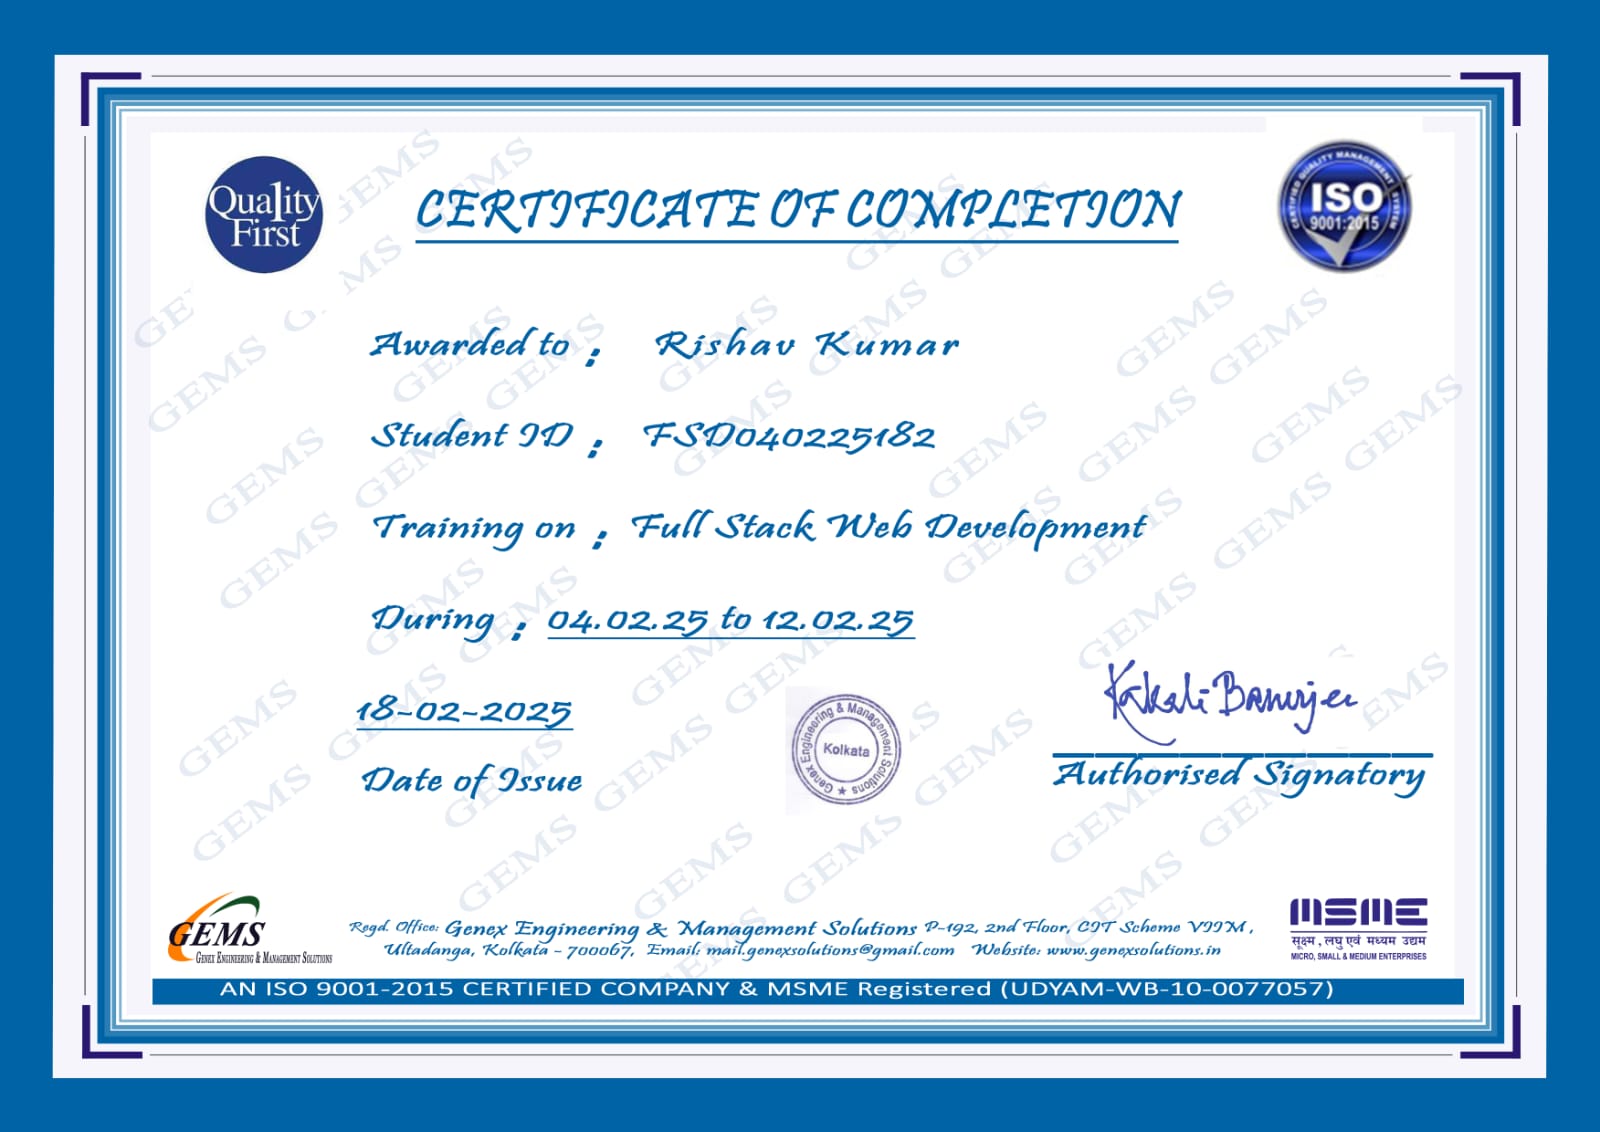 Quality
First
CERTIFICATE OF COMPLETION
CERTIFIED QUALITY MANAGEMENT SYSTEM
ISO
9001:2015
Awarded to : Rishav Kumar
Student ID : FSD040225182
Training on : Full Stack Web Development
During : 04.02.25 to 12.02.25
18-02-2025
Date of Issue
Genex Engineering & Management Solutions ★
Kolkata
Kakali Banerjee
Authorised Signatory
GEMS
GENEX ENGINEERING & MANAGEMENT SOLUTIONS
Regd. Office: Genex Engineering & Management Solutions P-192, 2nd Floor, CIT Scheme VIIM,
Ultadanga, Kolkata - 700067, Email: mail.genexsolutions@gmail.com Website: www.genexsolutions.in
MSME
सूक्ष्म, लघु एवं मध्यम उद्यम
MICRO, SMALL & MEDIUM ENTERPRISES
AN ISO 9001-2015 CERTIFIED COMPANY & MSME Registered (UDYAM-WB-10-0077057)